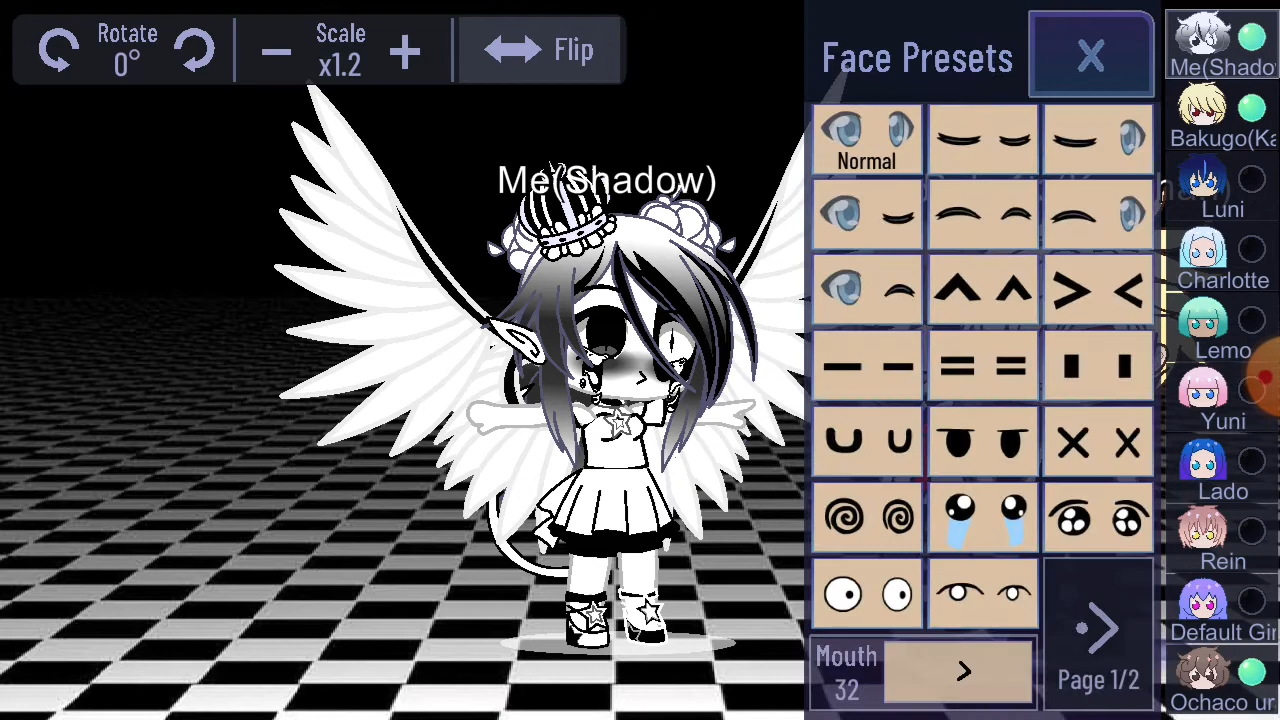 Rotate
0°
Scale
x1.2
Flip
Face Presets
X
Me(Shado
Bakugo(Ka
Luni
Charlotte
Lemo
Yuni
Lado
Rein
Default Gir
Ochaco ur
Me(Shadow)
Normal
Mouth
32
Page 1/2